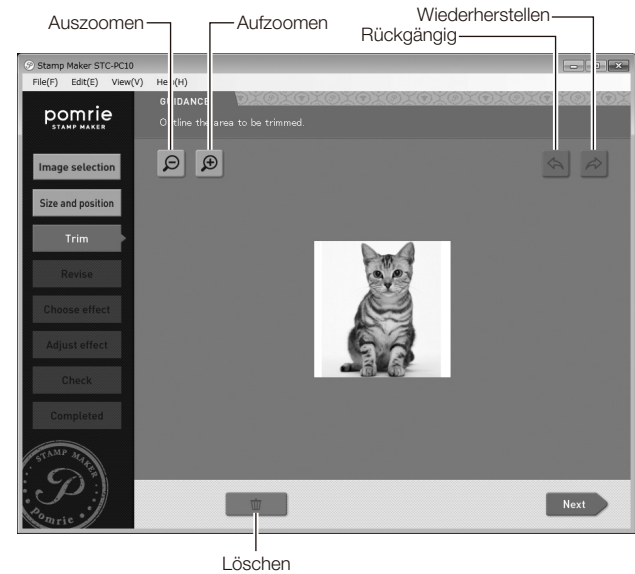 Auszoomen
Aufzoomen
Wiederherstellen
Rückgängig
Stamp Maker STC-PC10
File(F) Edit(E) View(V) Help(H)
pomrie
STAMP MAKER
GUIDANCE
Outline the area to be trimmed.
Image selection
Size and position
Trim
Revise
Choose effect
Adjust effect
Check
Completed
STAMP MAKER
P
Pomrie
Next
Löschen